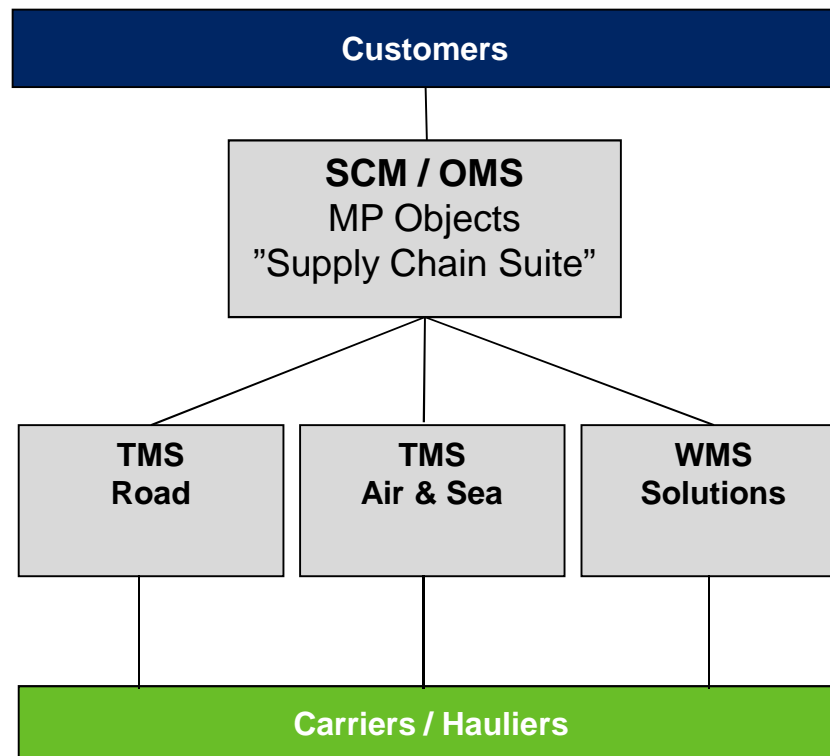 Customers
SCM / OMS
MP Objects
”Supply Chain Suite”
TMS
Road
TMS
Air & Sea
WMS
Solutions
Carriers / Hauliers